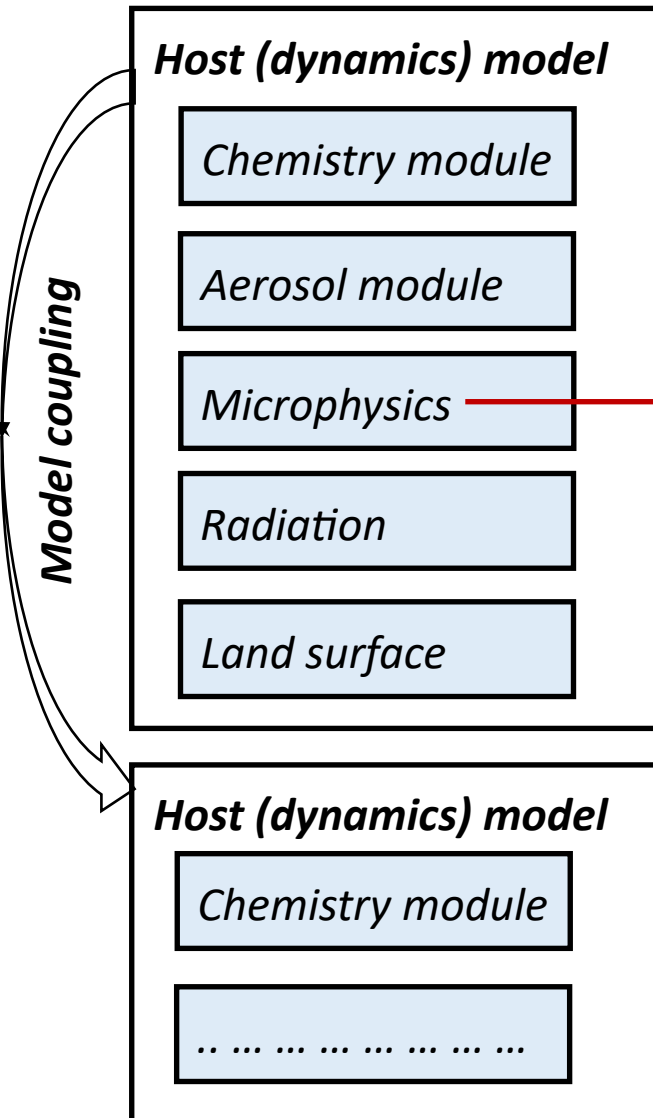 Host (dynamics) model
Chemistry module
Aerosol module
Microphysics
Radiation
Land surface
Model coupling
Host (dynamics) model
Chemistry module
.. … … … … … … …